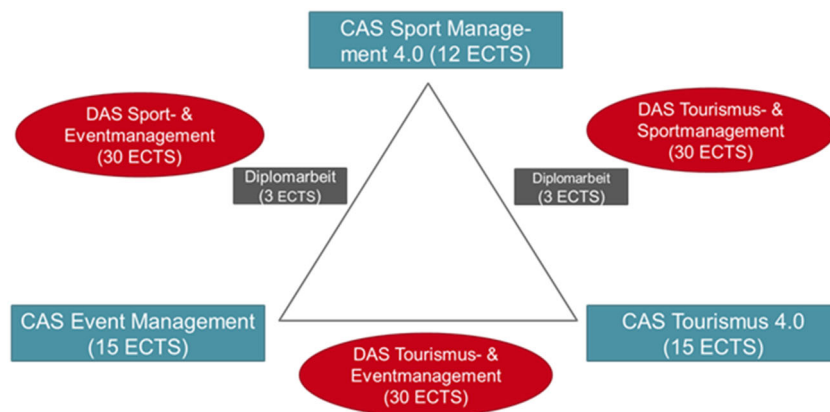 CAS Sport Manage-
ment 4.0 (12 ECTS)
DAS Sport- &
Eventmanagement
(30 ECTS)
DAS Tourismus- &
Sportmanagement
(30 ECTS)
Diplomarbeit
(3 ECTS)
Diplomarbeit
(3 ECTS)
CAS Event Management
(15 ECTS)
CAS Tourismus 4.0
(15 ECTS)
DAS Tourismus- &
Eventmanagement
(30 ECTS)